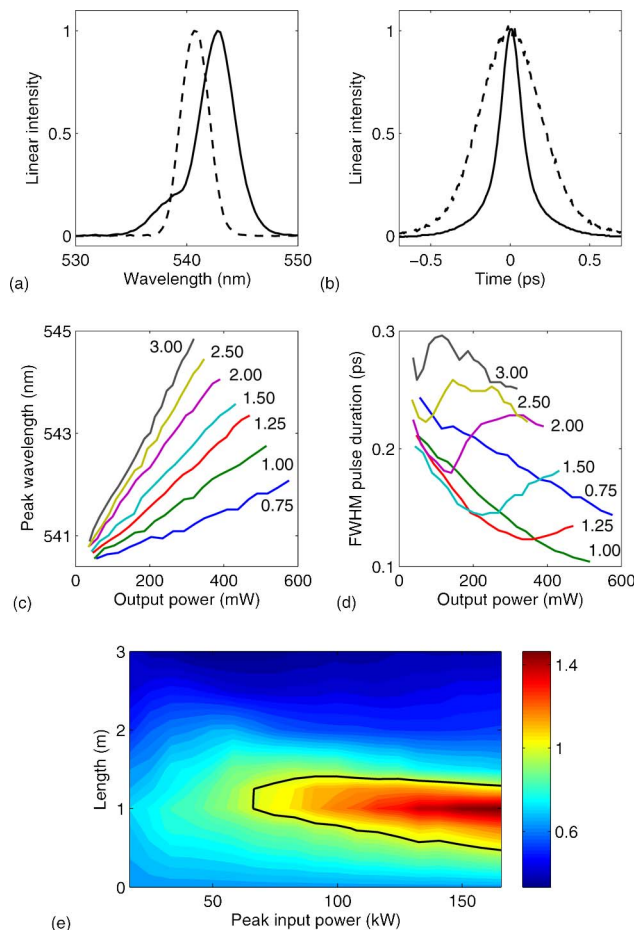 1
0.5
0
Linear intensity
530 540 550
Wavelength (nm)
(a)
1
0.5
0
Linear intensity
−0.5 0 0.5
Time (ps)
(b)
545
543
541
Peak wavelength (nm)
3.00
2.50
2.00
1.50
1.25
1.00
0.75
0 200 400 600
Output power (mW)
(c)
0.3
0.2
0.1
FWHM pulse duration (ps)
3.00
2.50
2.00
1.50
0.75
1.25
1.00
0 200 400 600
Output power (mW)
(d)
3
2
1
0
Length (m)
50 100 150
Peak input power (kW)
1.4
1
0.6
(e)